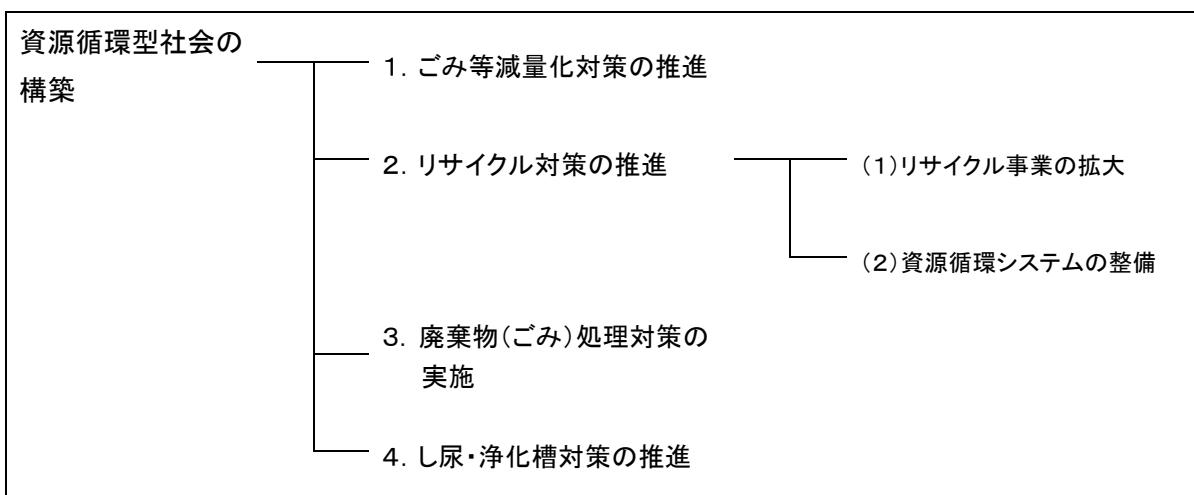 資源循環型社会の
構築
1．ごみ等減量化対策の推進
2．リサイクル対策の推進
（1）リサイクル事業の拡大
（2）資源循環システムの整備
3．廃棄物（ごみ）処理対策の
実施
4．し尿・浄化槽対策の推進